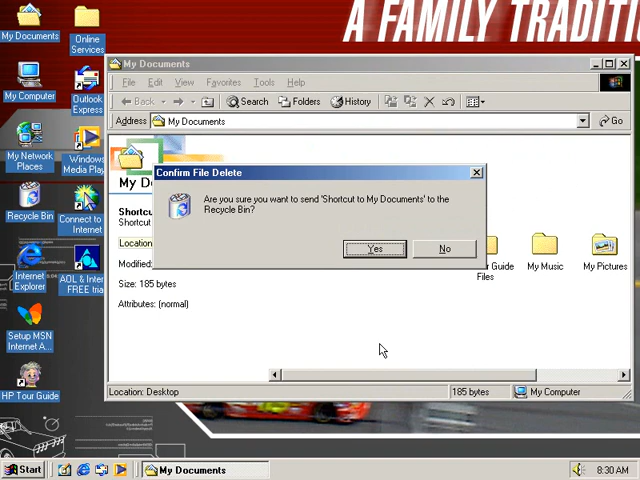 A FAMILY TRADITI
My Documents
Online
Services
My Computer
Outlook
Express
My Network
Places
Windows
Media Play
Recycle Bin
Connect to
Internet
Internet
Explorer
AOL & Inter
FREE tria
Setup MSN
Internet A...
HP Tour Guide
My Documents
File Edit View Favorites Tools Help
Back Search Folders History
Address My Documents Go
My D
Shortcu
Shortcut
Location
Modified:
Size: 185 bytes
Attributes: (normal)
Confirm File Delete
Are you sure you want to send 'Shortcut to My Documents' to the
Recycle Bin?
Yes No
r Guide
Files
My Music
My Pictures
Location: Desktop 185 bytes My Computer
Start My Documents 8:30 AM